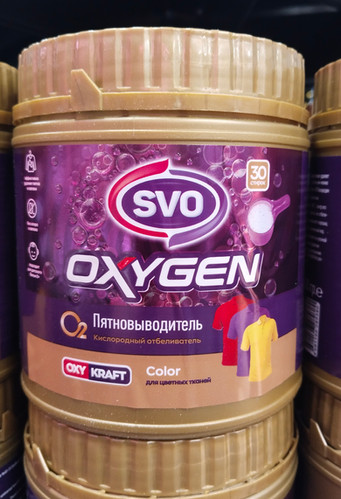 30
стирок
SVO
OXYGEN
O2 Пятновыводитель
Кислородный отбеливатель
OXY KRAFT
Color
для цветных тканей